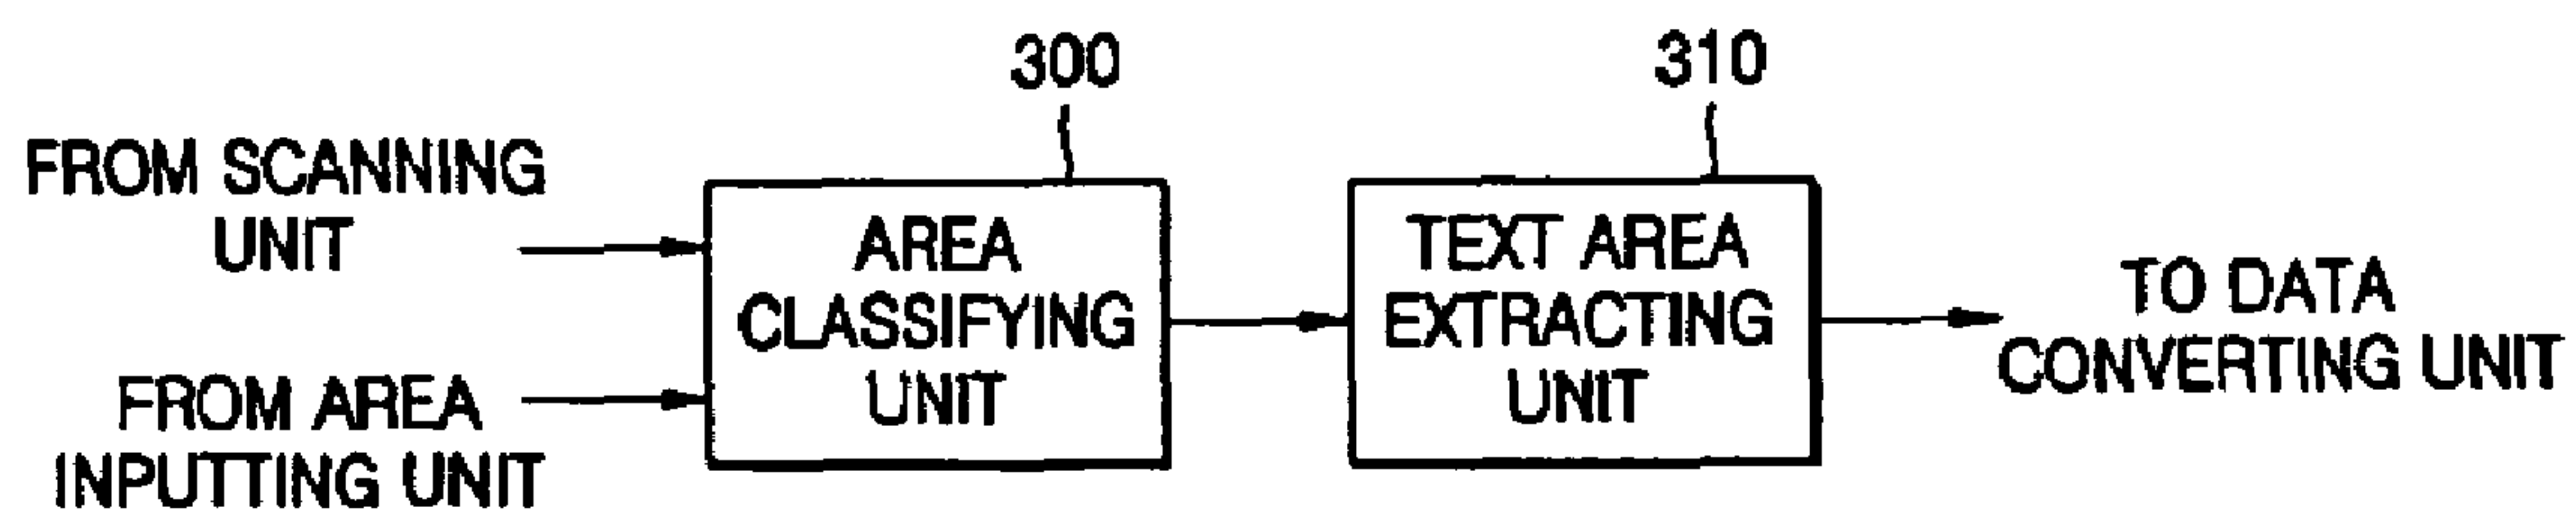 300
310
FROM SCANNING
UNIT
FROM AREA
INPUTTING UNIT
AREA
CLASSIFYING
UNIT
TEXT AREA
EXTRACTING
UNIT
TO DATA
CONVERTING UNIT